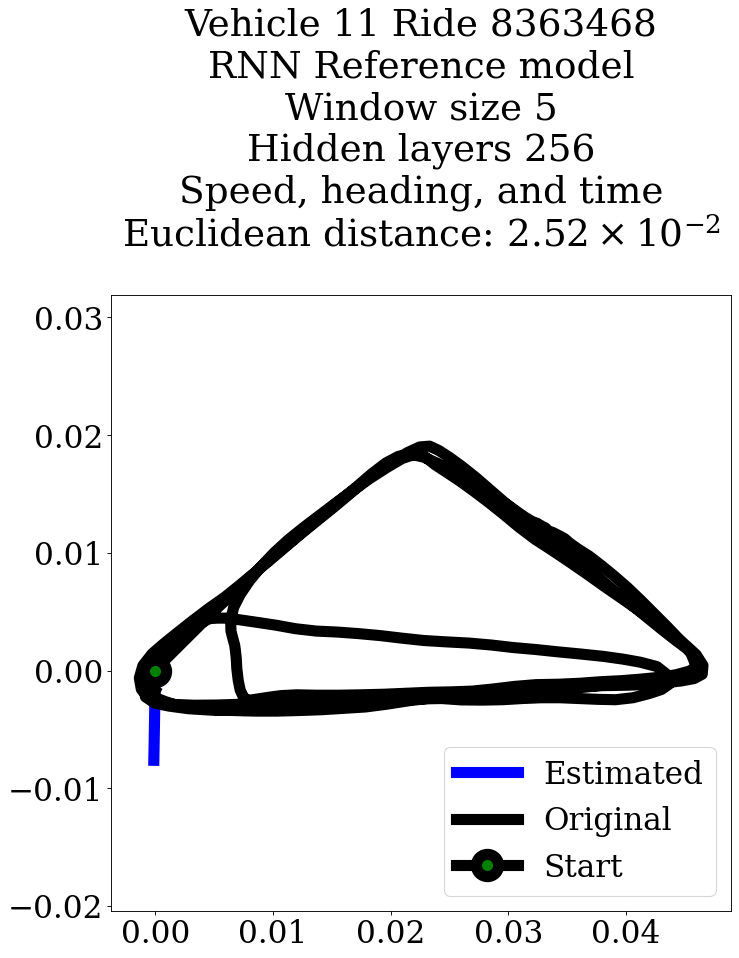 Vehicle 11 Ride 8363468
RNN Reference model
Window size 5
Hidden layers 256
Speed, heading, and time
Euclidean distance: 2.52 × 10⁻²
0.03
0.02
0.01
0.00
−0.01
−0.02
Estimated
Original
Start
0.00 0.01 0.02 0.03 0.04